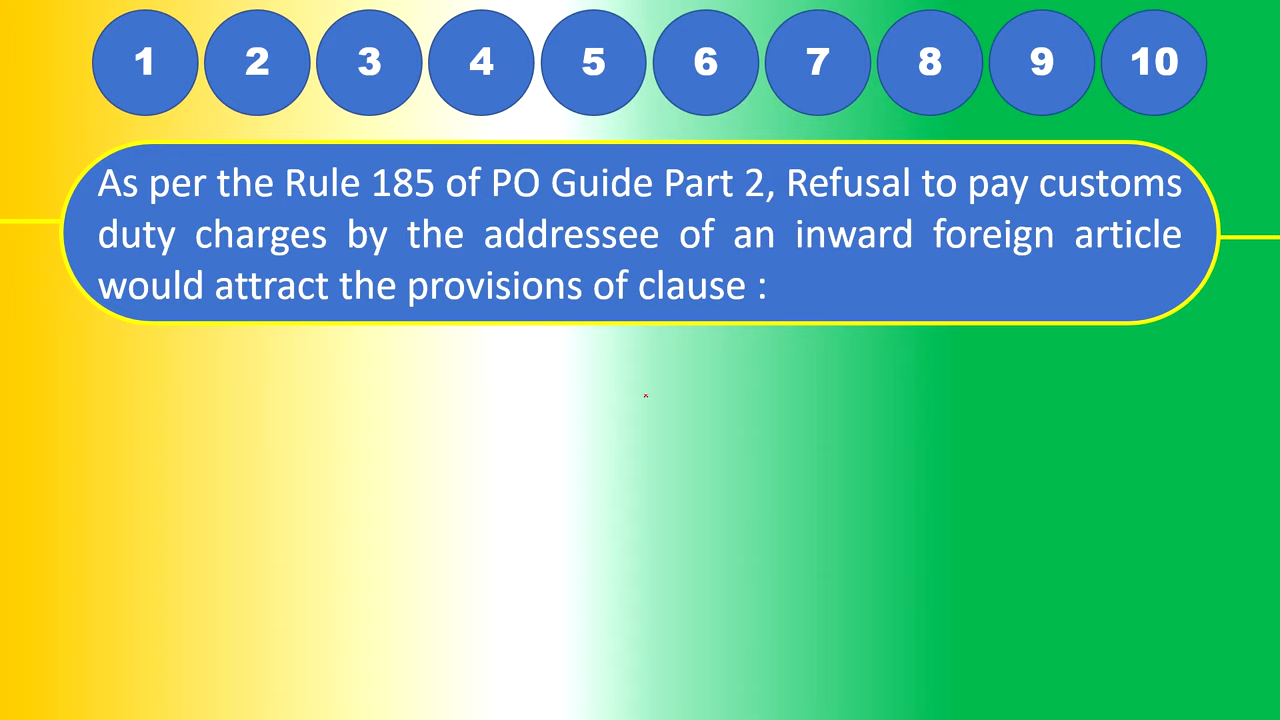 1 2 3 4 5 6 7 8 9 10
As per the Rule 185 of PO Guide Part 2, Refusal to pay customs
duty charges by the addressee of an inward foreign article
would attract the provisions of clause :